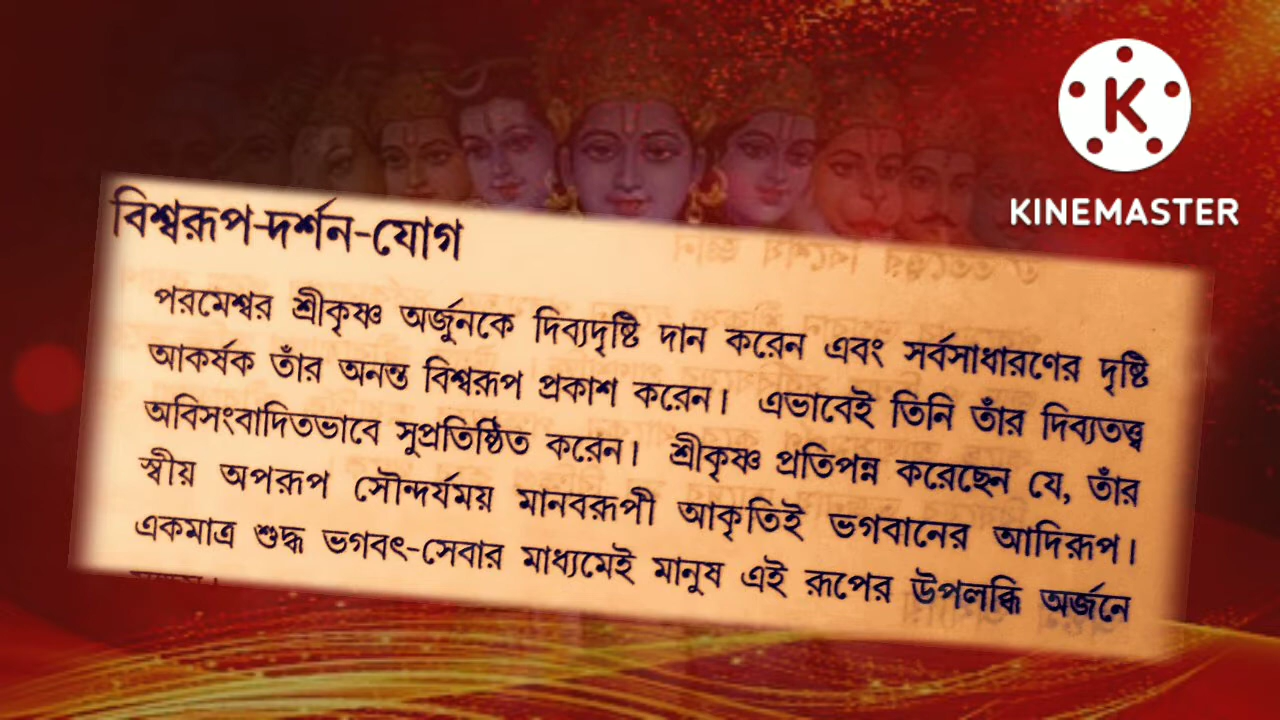 বিশ্বরূপ-দর্শন-যোগ
পরমেশ্বর শ্রীকৃষ্ণ অর্জুনকে দিব্যদৃষ্টি দান করেন এবং সর্বসাধারণের দৃষ্টি
আকর্ষক তাঁর অনন্ত বিশ্বরূপ প্রকাশ করেন। এভাবেই তিনি তাঁর দিব্যতত্ত্ব
অবিসংবাদিতভাবে সুপ্রতিষ্ঠিত করেন। শ্রীকৃষ্ণ প্রতিপন্ন করেছেন যে, তাঁর
স্বীয় অপরূপ সৌন্দর্যময় মানবরূপী আকৃতিই ভগবানের আদিরূপ।
একমাত্র শুদ্ধ ভগবৎ-সেবার মাধ্যমেই মানুষ এই রূপের উপলব্ধি অর্জনে
K
KINEMASTER